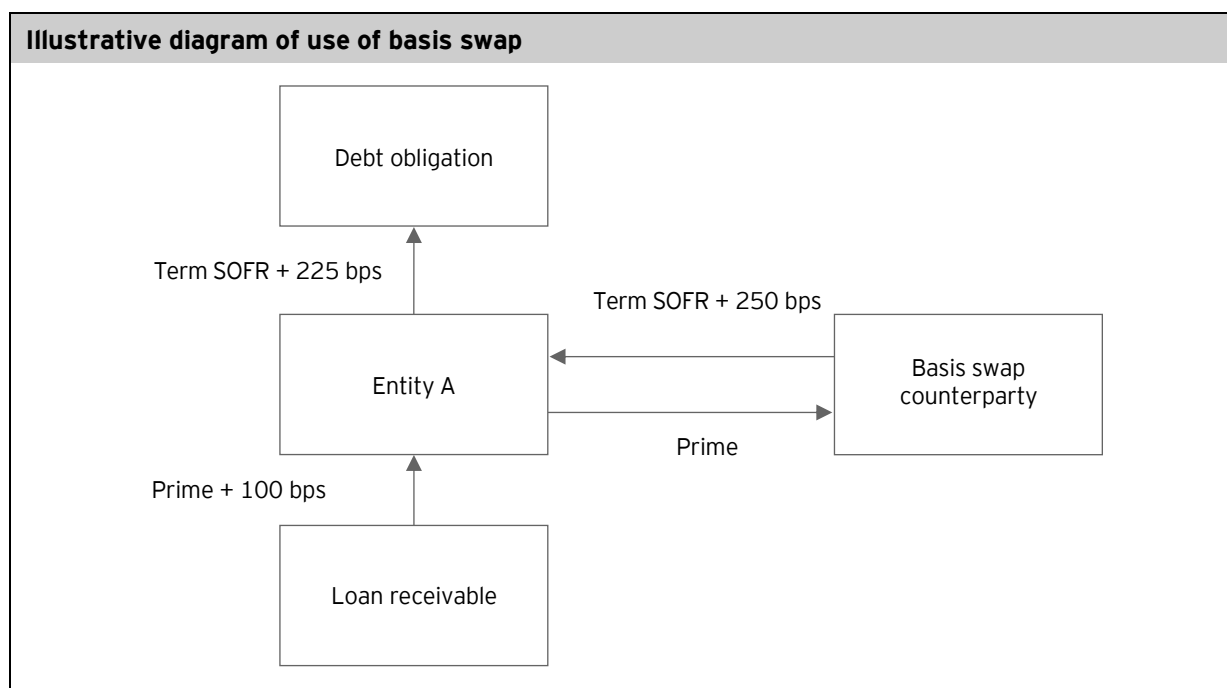 Illustrative diagram of use of basis swap
Debt obligation
Term SOFR + 225 bps
Term SOFR + 250 bps
Entity A
Basis swap
counterparty
Prime
Prime + 100 bps
Loan receivable